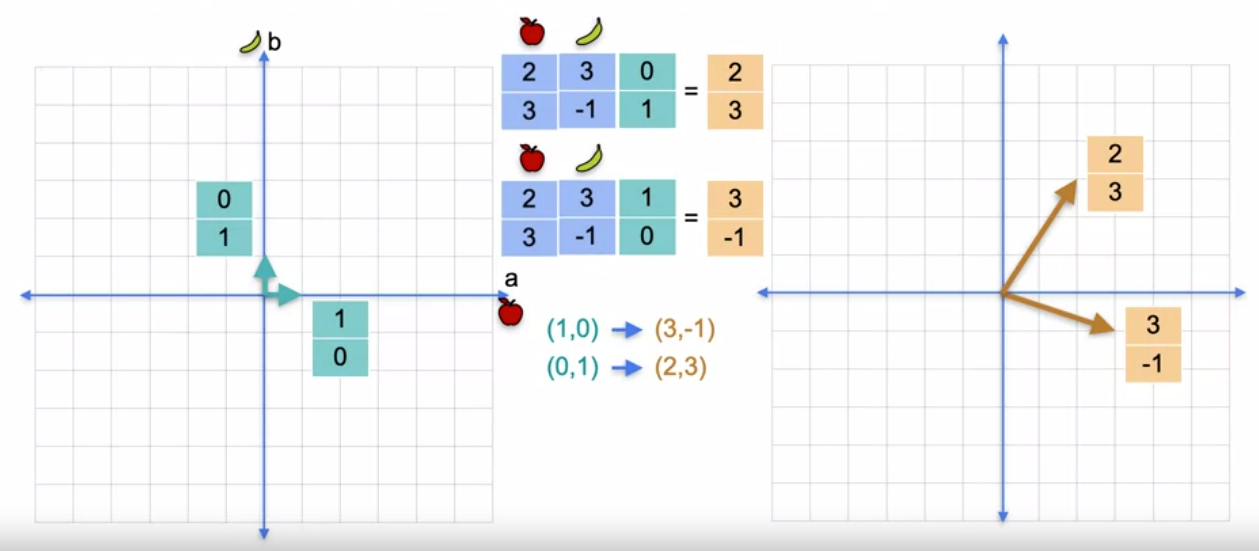 b
2 3 0 = 2
3 -1 1 3
2 3 1 = 3
3 -1 0 -1
a
(1,0) → (3,-1)
(0,1) → (2,3)
0
1
1
0
2
3
3
-1